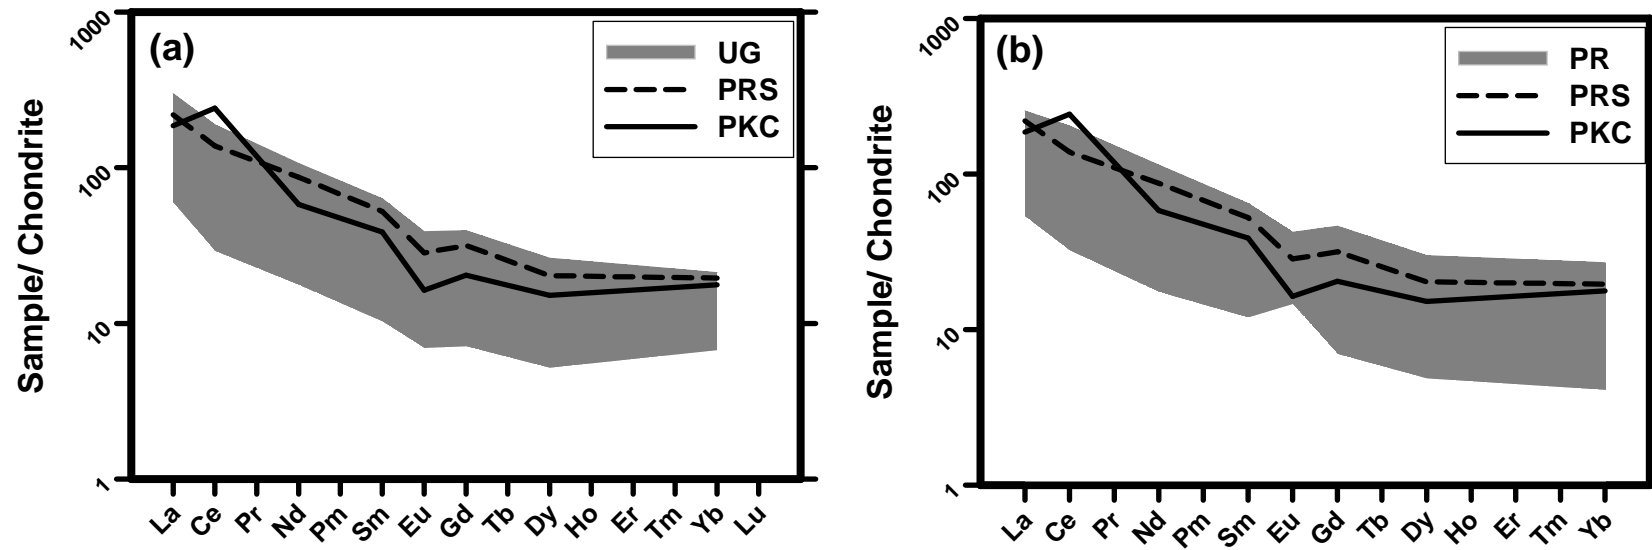 (a)
UG
PRS
PKC
Sample/ Chondrite
1000
100
10
1
La Ce Pr Nd Pm Sm Eu Gd Tb Dy Ho Er Tm Yb Lu
(b)
PR
PRS
PKC
Sample/ Chondrite
1000
100
10
1
La Ce Pr Nd Pm Sm Eu Gd Tb Dy Ho Er Tm Yb